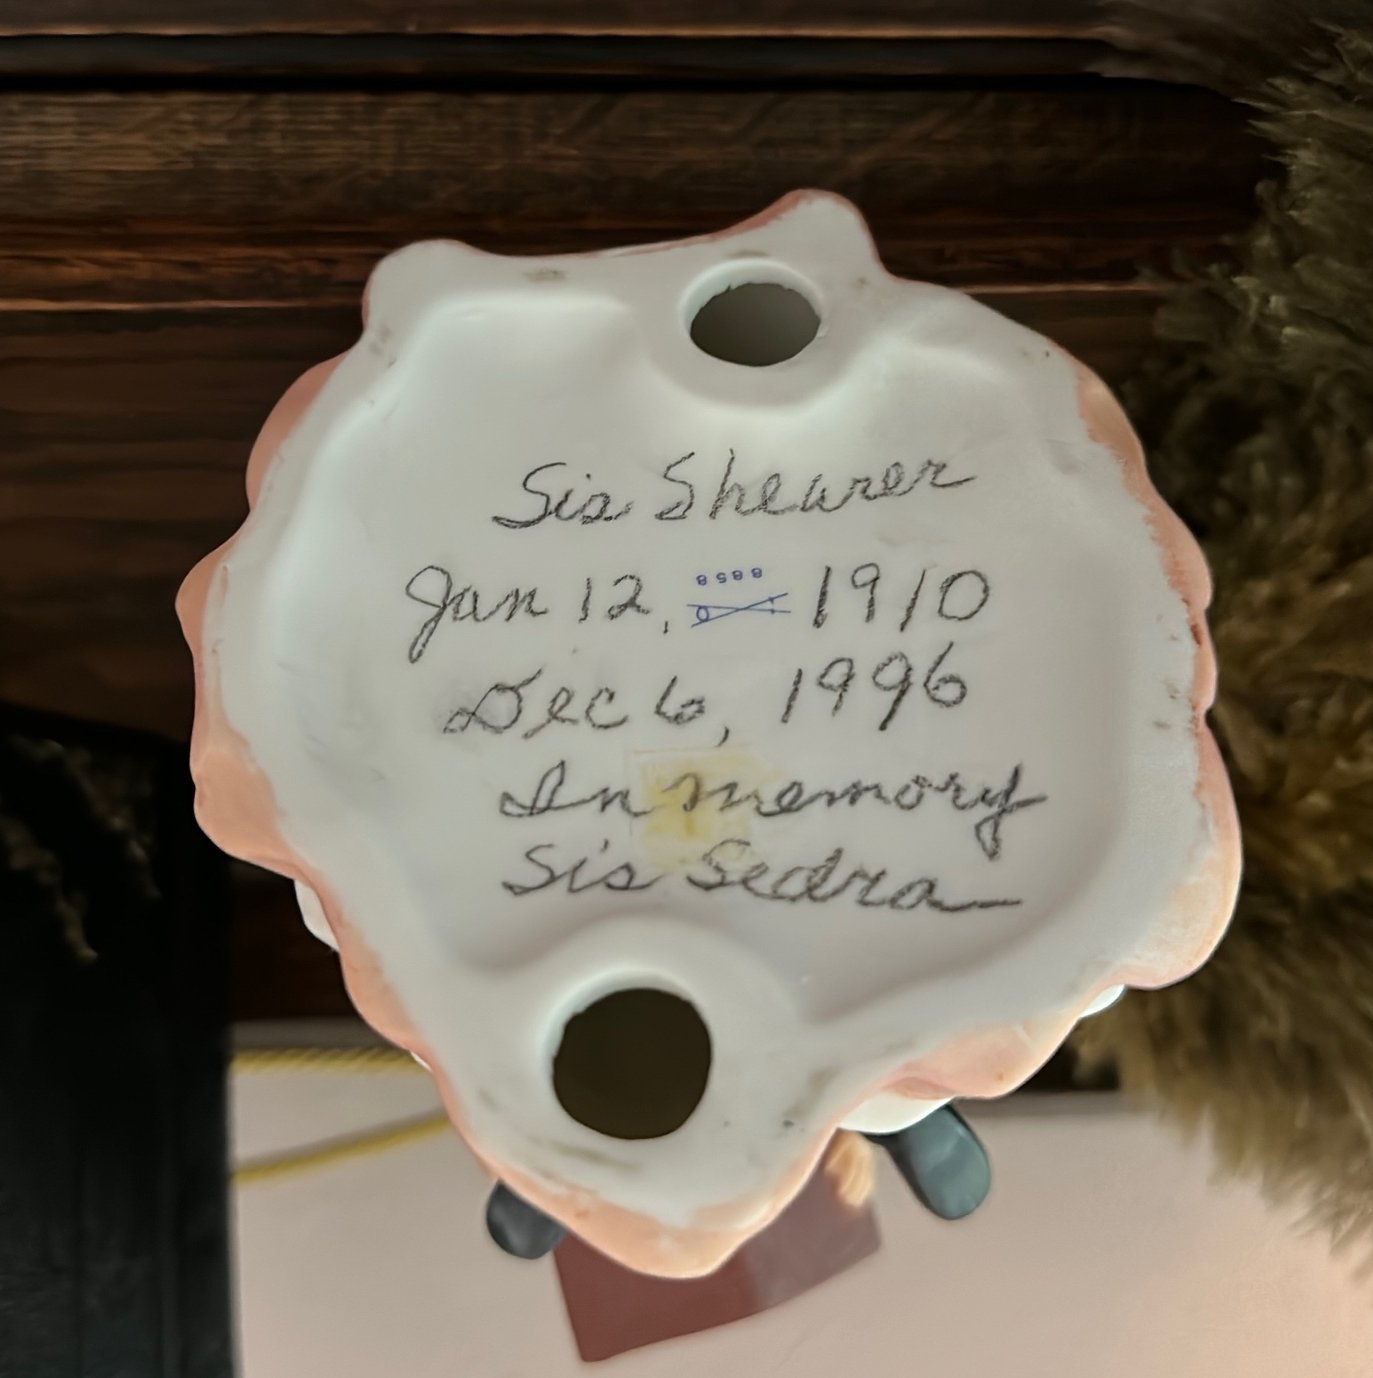 Sis Shearer
Jan 12, 8858 1910
Dec 6, 1996
In memory
Sis Sedra